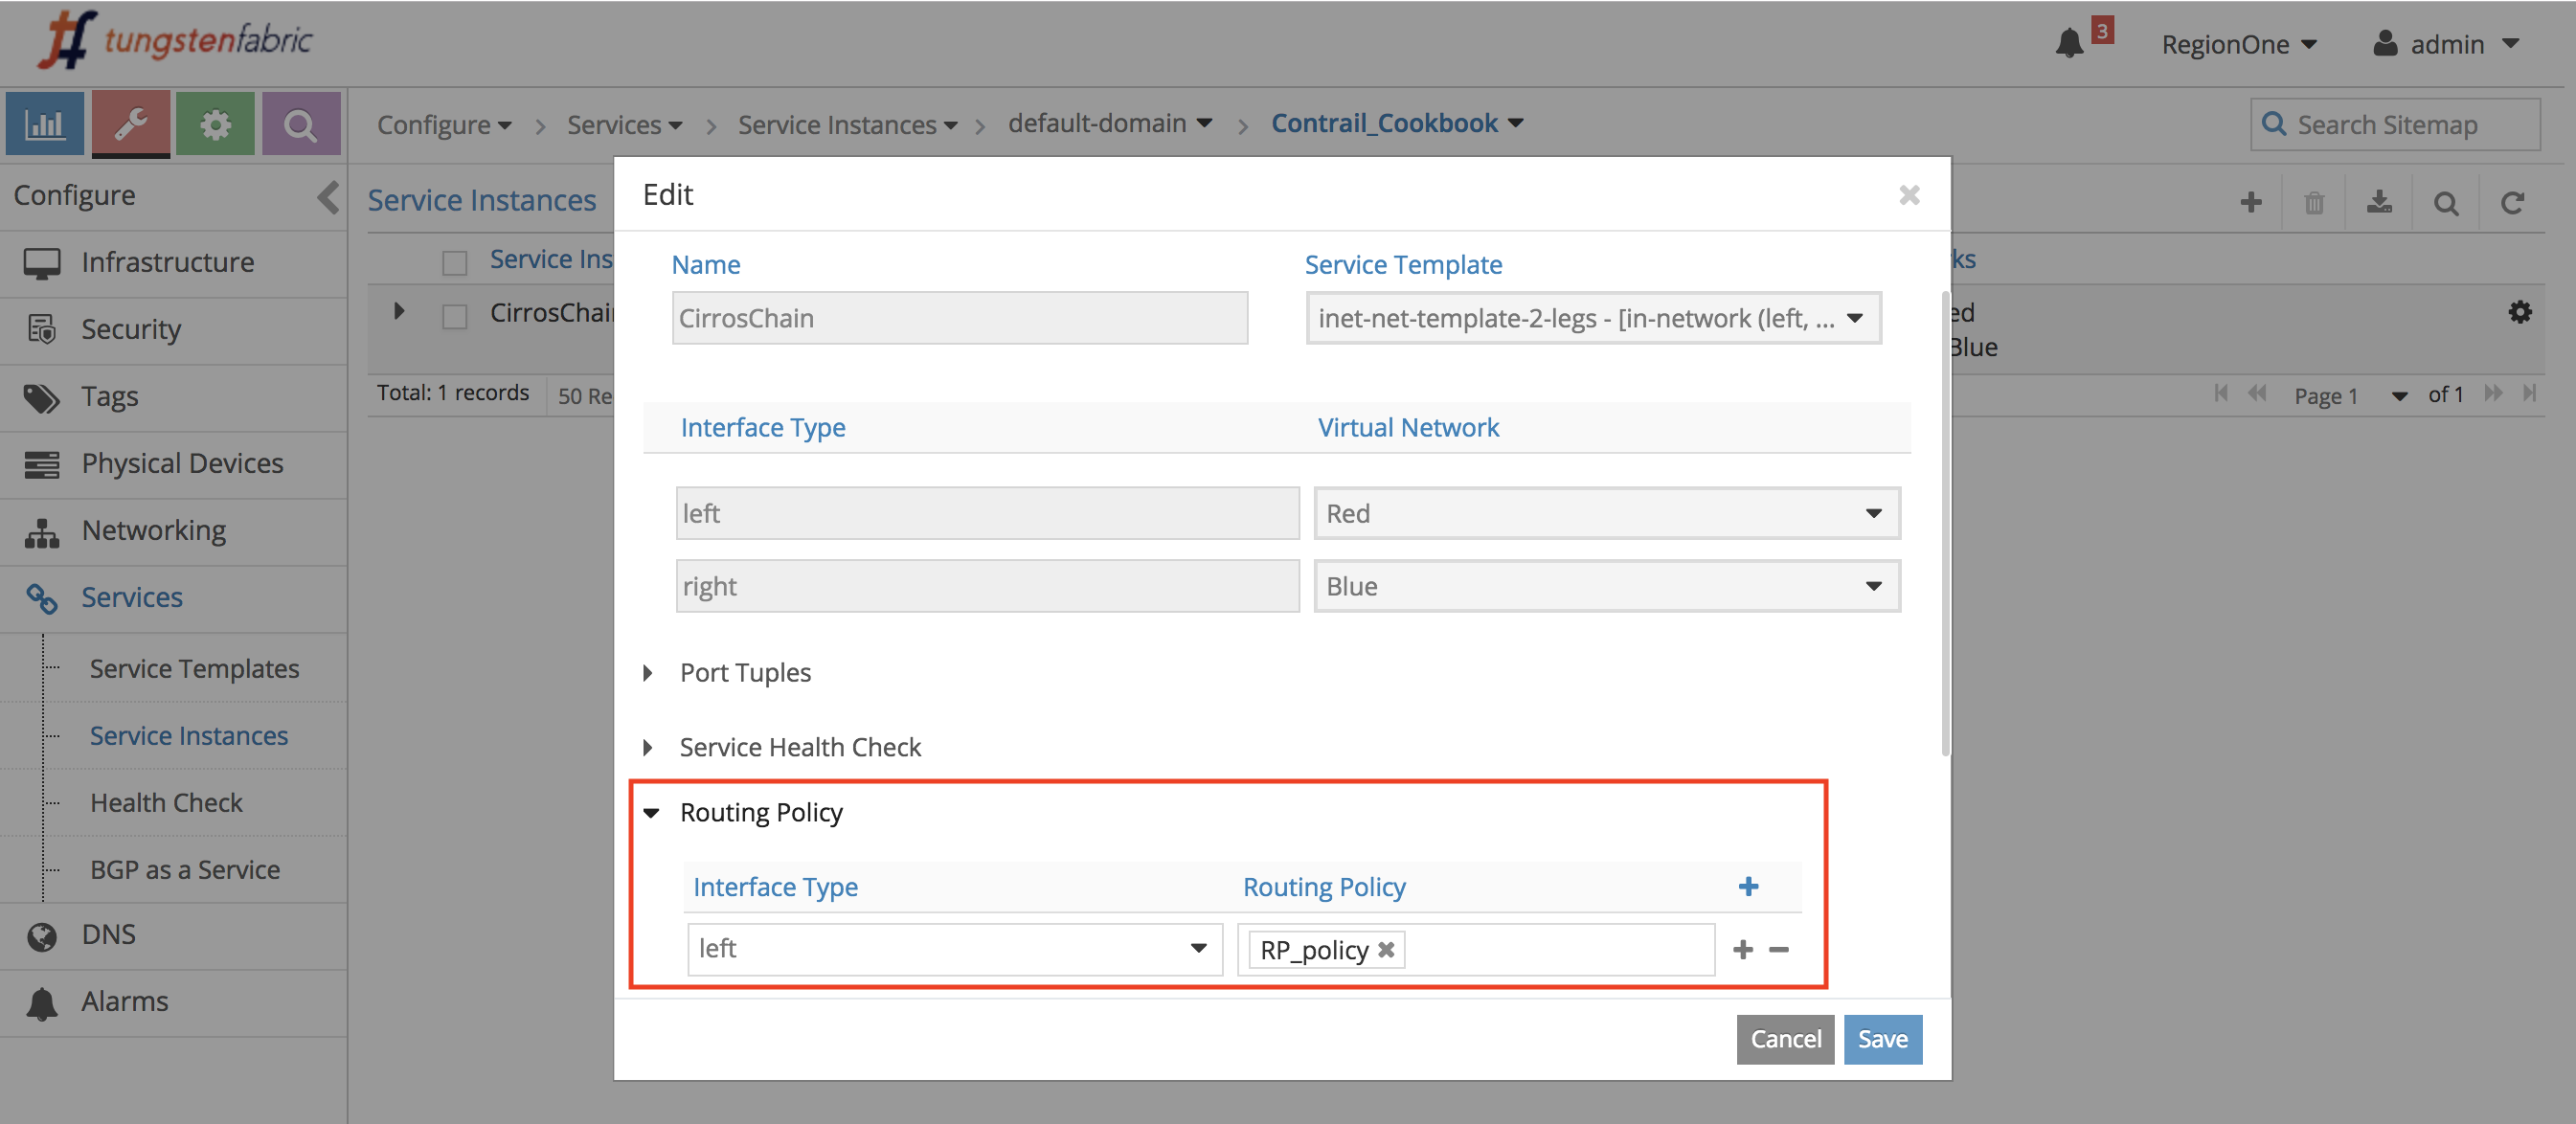 tungstenfabric
3
RegionOne
admin
Configure
Services
Service Instances
default-domain
Contrail_Cookbook
Search Sitemap
Configure
Infrastructure
Security
Tags
Physical Devices
Networking
Services
Service Templates
Service Instances
Health Check
BGP as a Service
DNS
Alarms
Service Instances
Service Ins
ks
CirrosChai
ed
Blue
Total: 1 records
50 Re
Page 1
of 1
Edit
Name
Service Template
CirrosChain
inet-net-template-2-legs - [in-network (left, ...
Interface Type
Virtual Network
left
Red
right
Blue
Port Tuples
Service Health Check
Routing Policy
Interface Type
Routing Policy
left
RP_policy
Cancel
Save